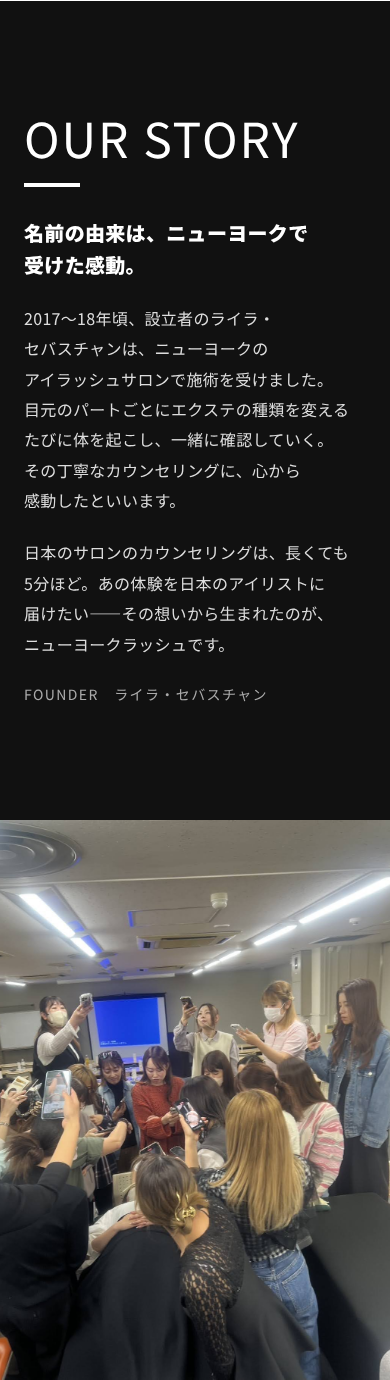 OUR STORY
名前の由来は、ニューヨークで
受けた感動。
2017〜18年頃、設立者のライラ・
セバスチャンは、ニューヨークの
アイラッシュサロンで施術を受けました。
目元のパートごとにエクステの種類を変える
たびに体を起こし、一緒に確認していく。
その丁寧なカウンセリングに、心から
感動したといいます。
日本のサロンのカウンセリングは、長くても
5分ほど。あの体験を日本のアイリストに
届けたい——その想いから生まれたのが、
ニューヨークラッシュです。
FOUNDER　ライラ・セバスチャン